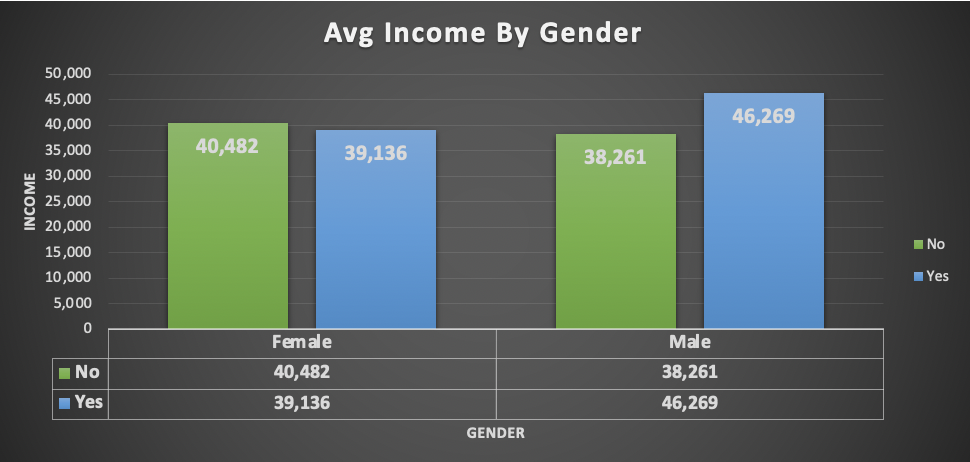 Avg Income By Gender
50,000
45,000
40,000
35,000
30,000
25,000
20,000
15,000
10,000
5,000
0
INCOME
40,482
39,136
38,261
46,269
No
Yes
Female Male
No 40,482 38,261
Yes 39,136 46,269
GENDER